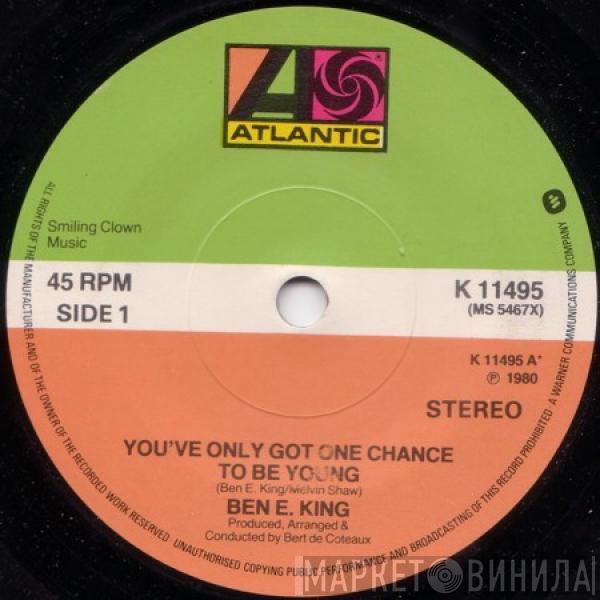 ATLANTIC
Smiling Clown
Music
45 RPM
SIDE 1
K 11495
(MS 5467X)
K 11495 A+
℗ 1980
STEREO
YOU'VE ONLY GOT ONE CHANCE
TO BE YOUNG
(Ben E. King/Melvin Shaw)
BEN E. KING
Produced, Arranged &
Conducted by Bert de Coteaux
ALL RIGHTS OF THE MANUFACTURER AND OF THE OWNER OF THE RECORDED WORK RESERVED UNAUTHORISED COPYING PUBLIC PERFORMANCE AND BROADCASTING OF THIS RECORD PROHIBITED A WARNER COMMUNICATIONS COMPANY
МАРКЕТ ВИНИЛА